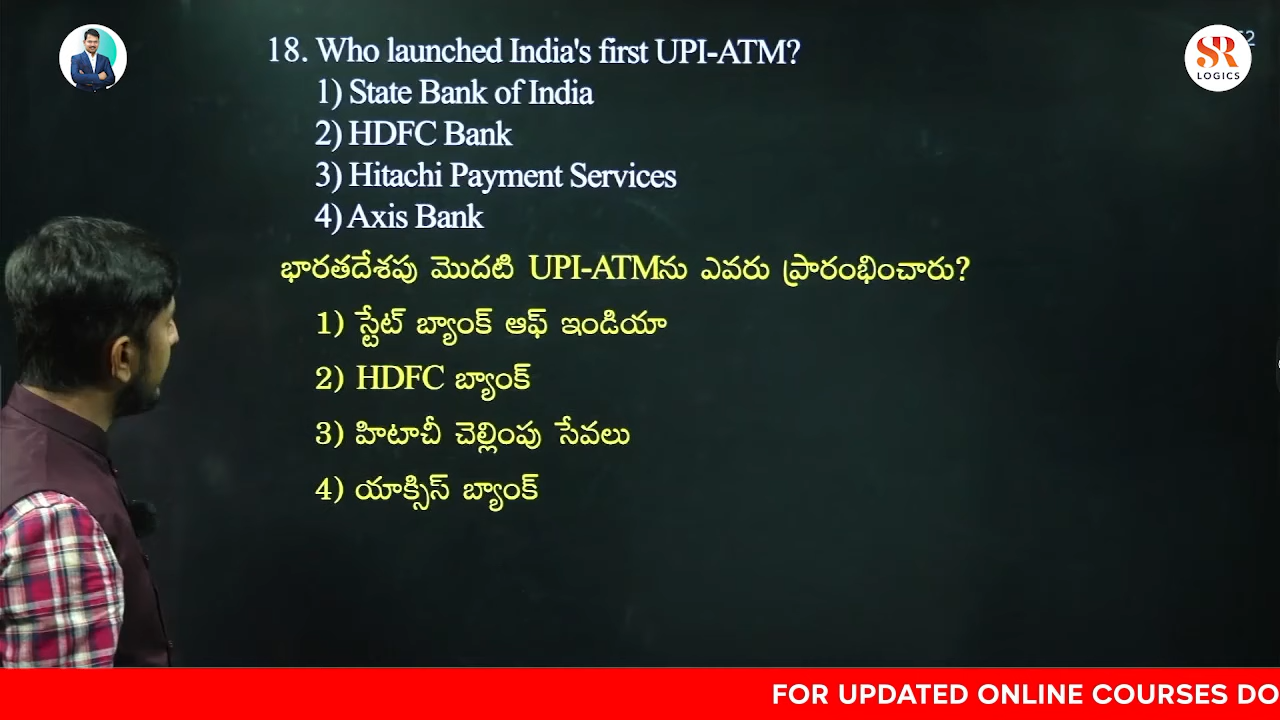 18. Who launched India's first UPI-ATM?
1) State Bank of India
2) HDFC Bank
3) Hitachi Payment Services
4) Axis Bank
భారతదేశపు మొదటి UPI-ATMను ఎవరు ప్రారంభించారు?
1) స్టేట్ బ్యాంక్ ఆఫ్ ఇండియా
2) HDFC బ్యాంక్
3) హిటాచీ చెల్లింపు సేవలు
4) యాక్సిస్ బ్యాంక్
SR
LOGICS
FOR UPDATED ONLINE COURSES DO